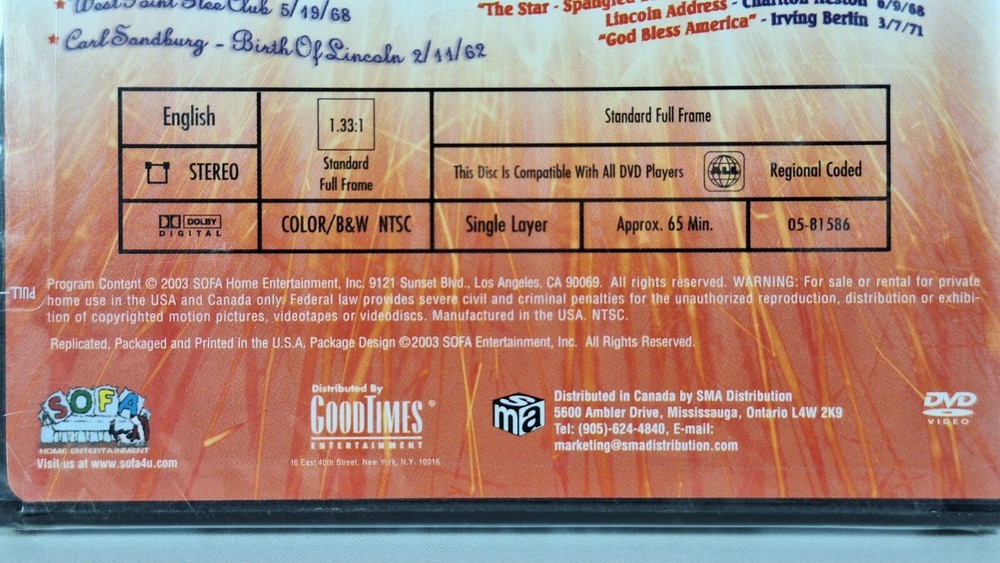 ★ West Point Glee Club 5/19/68
★ Carl Sandburg - Birth Of Lincoln 2/11/62
"The Star - Spangled
Lincoln Address - Charlton Heston 6/9/68
"God Bless America" - Irving Berlin 3/7/71
English
1.33:1
Standard Full Frame
Standard
Full Frame
STEREO
This Disc Is Compatible With All DVD Players
ALL
Regional Coded
DOLBY
DIGITAL
COLOR/B&W NTSC
Single Layer
Approx. 65 Min.
05-81586
PULL
Program Content © 2003 SOFA Home Entertainment, Inc. 9121 Sunset Blvd., Los Angeles, CA 90069. All rights reserved. WARNING: For sale or rental for private
home use in the USA and Canada only. Federal law provides severe civil and criminal penalties for the unauthorized reproduction, distribution or exhibi-
tion of copyrighted motion pictures, videotapes or videodiscs. Manufactured in the USA. NTSC.
Replicated, Packaged and Printed in the U.S.A. Package Design ©2003 SOFA Entertainment, Inc. All Rights Reserved.
SOFA
HOME ENTERTAINMENT
Visit us at www.sofa4u.com
Distributed By
GOODTIMES®
ENTERTAINMENT
16 East 40th Street, New York, N.Y. 10016
sma
Distributed in Canada by SMA Distribution
5600 Ambler Drive, Mississauga, Ontario L4W 2K9
Tel: (905)-624-4840, E-mail:
marketing@smadistribution.com
DVD
VIDEO